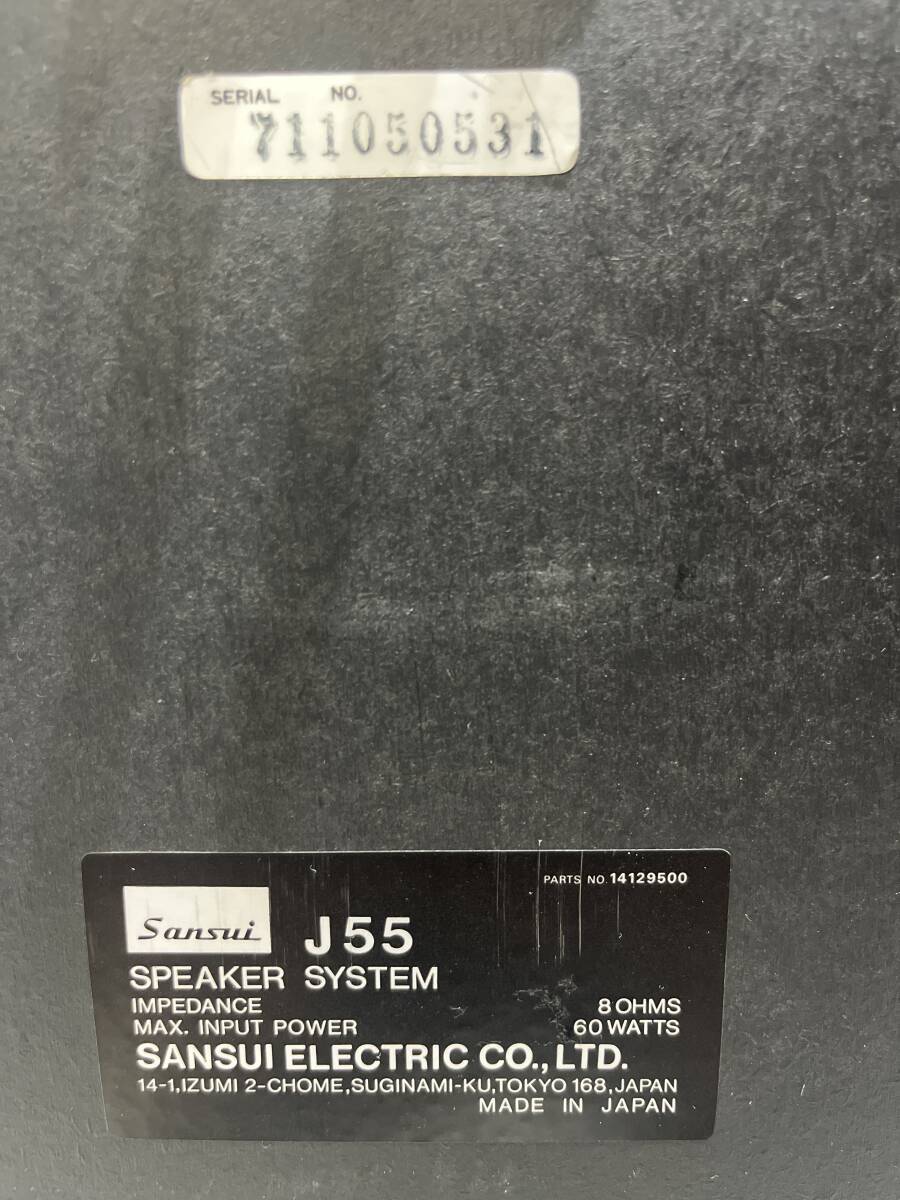 SERIAL NO.
711050531
PARTS NO. 14129500
Sansui J55
SPEAKER SYSTEM
IMPEDANCE 8 OHMS
MAX. INPUT POWER 60 WATTS
SANSUI ELECTRIC CO., LTD.
14-1, IZUMI 2-CHOME, SUGINAMI-KU, TOKYO 168, JAPAN
MADE IN JAPAN